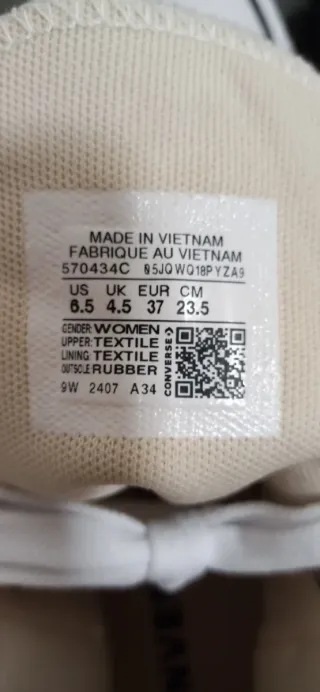 MADE IN VIETNAM
FABRIQUE AU VIETNAM
570434C 05JQWQ18PYZA9
US UK EUR CM
6.5 4.5 37 23.5
GENDER: WOMEN
UPPER: TEXTILE
LINING: TEXTILE
OUTSOLE: RUBBER
9W 2407 A34
CONVERSE